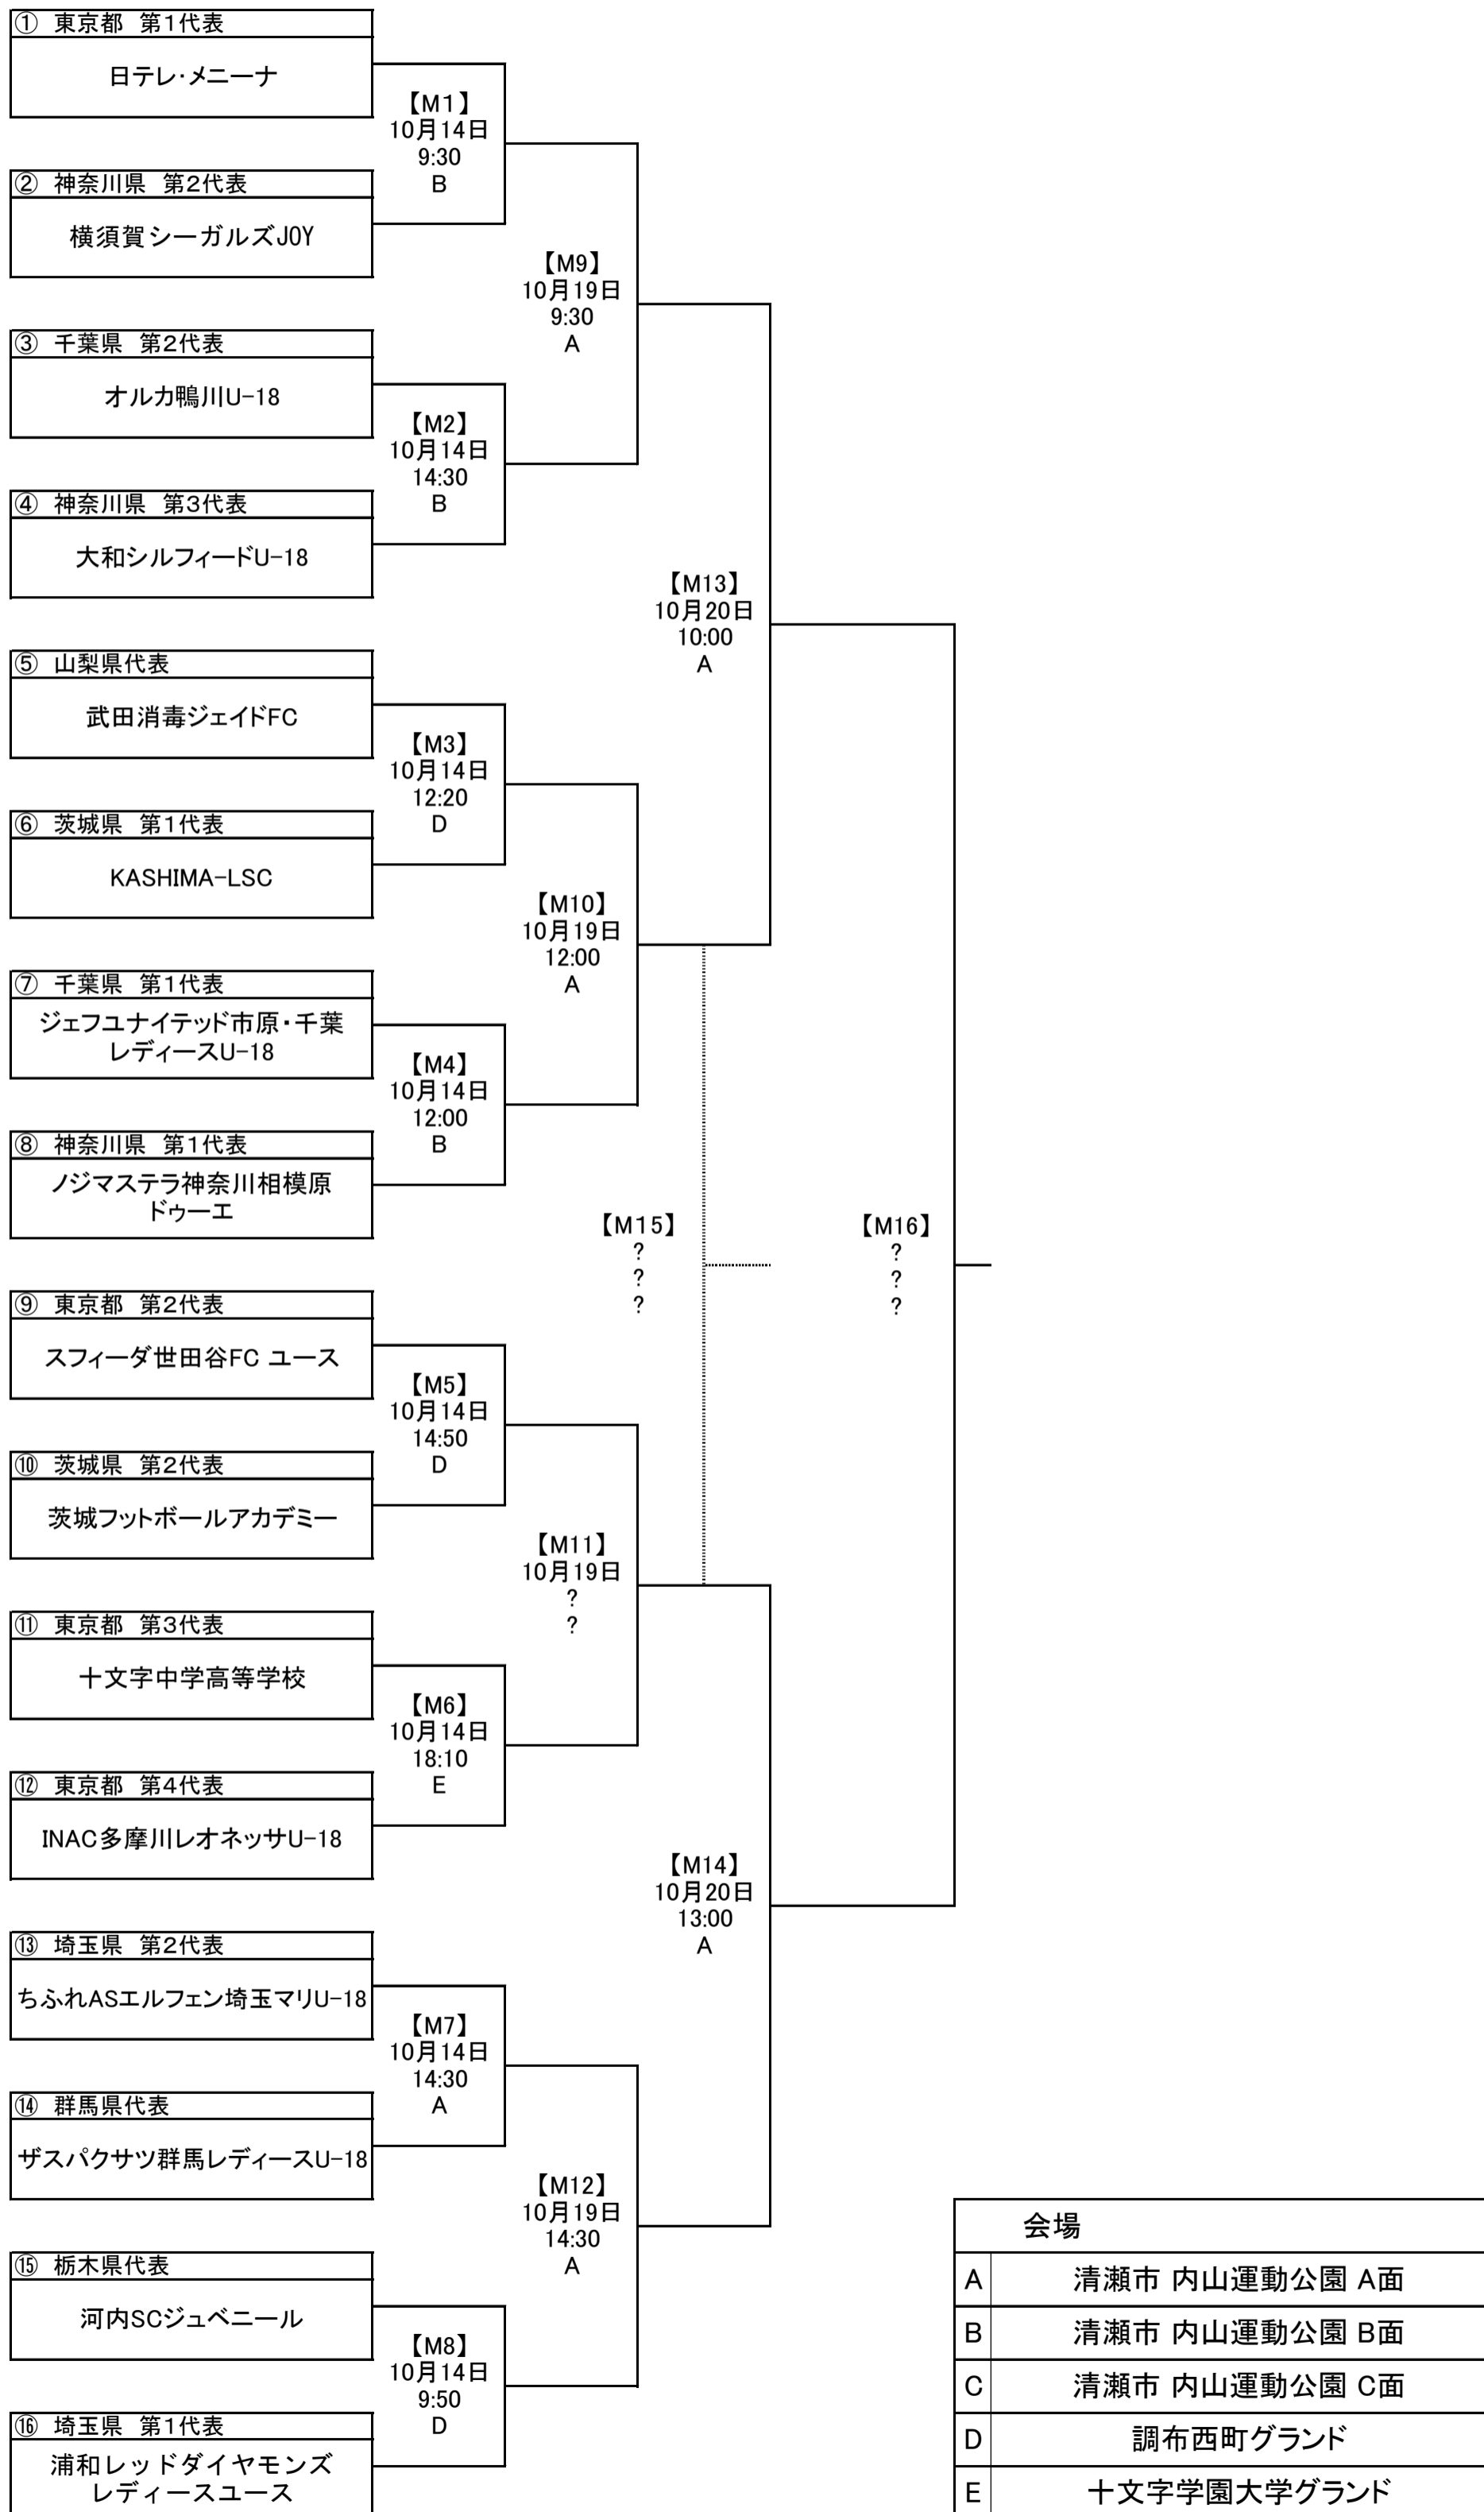 ① 東京都 第1代表
日テレ・メニーナ
【M1】
10月14日
9:30
B
② 神奈川県 第2代表
横須賀シーガルズJOY
【M9】
10月19日
9:30
A
③ 千葉県 第2代表
オルカ鴨川U-18
【M2】
10月14日
14:30
B
④ 神奈川県 第3代表
大和シルフィードU-18
【M13】
10月20日
10:00
A
⑤ 山梨県代表
武田消毒ジェイドFC
【M3】
10月14日
12:20
D
⑥ 茨城県 第1代表
KASHIMA-LSC
【M10】
10月19日
12:00
A
⑦ 千葉県 第1代表
ジェフユナイテッド市原・千葉
レディースU-18
【M4】
10月14日
12:00
B
⑧ 神奈川県 第1代表
ノジマステラ神奈川相模原
ドゥーエ
【M15】
?
?
?
【M16】
?
?
?
⑨ 東京都 第2代表
スフィーダ世田谷FC ユース
【M5】
10月14日
14:50
D
⑩ 茨城県 第2代表
茨城フットボールアカデミー
【M11】
10月19日
?
?
⑪ 東京都 第3代表
十文字中学高等学校
【M6】
10月14日
18:10
E
⑫ 東京都 第4代表
INAC多摩川レオネッサU-18
【M14】
10月20日
13:00
A
⑬ 埼玉県 第2代表
ちふれASエルフェン埼玉マリU-18
【M7】
10月14日
14:30
A
⑭ 群馬県代表
ザスパクサツ群馬レディースU-18
【M12】
10月19日
14:30
A
⑮ 栃木県代表
河内SCジュベニール
【M8】
10月14日
9:50
D
⑯ 埼玉県 第1代表
浦和レッドダイヤモンズ
レディースユース
会場
A 清瀬市 内山運動公園 A面
B 清瀬市 内山運動公園 B面
C 清瀬市 内山運動公園 C面
D 調布西町グランド
E 十文字学園大学グランド